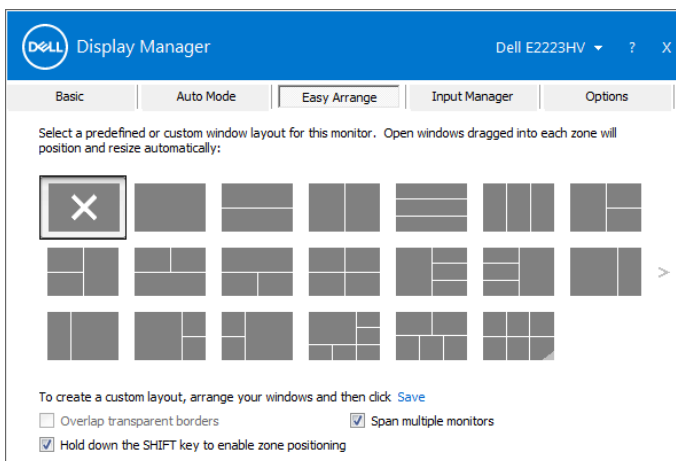 DELL Display Manager Dell E2223HV ? X
Basic Auto Mode Easy Arrange Input Manager Options
Select a predefined or custom window layout for this monitor. Open windows dragged into each zone will
position and resize automatically:
>
To create a custom layout, arrange your windows and then click Save
Overlap transparent borders Span multiple monitors
Hold down the SHIFT key to enable zone positioning